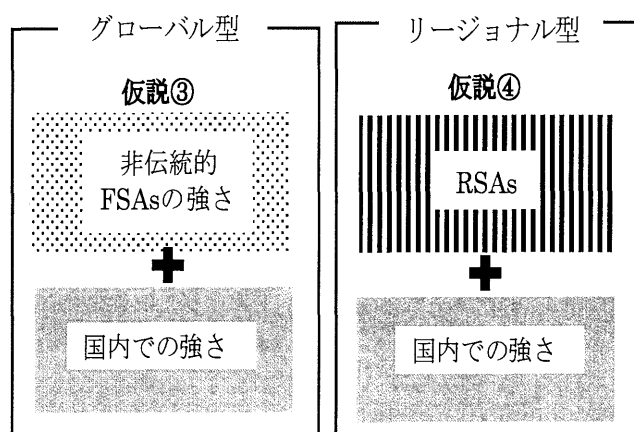 グローバル型
仮説③
非伝統的
FSAsの強さ
+
国内での強さ
リージョナル型
仮説④
RSAs
+
国内での強さ